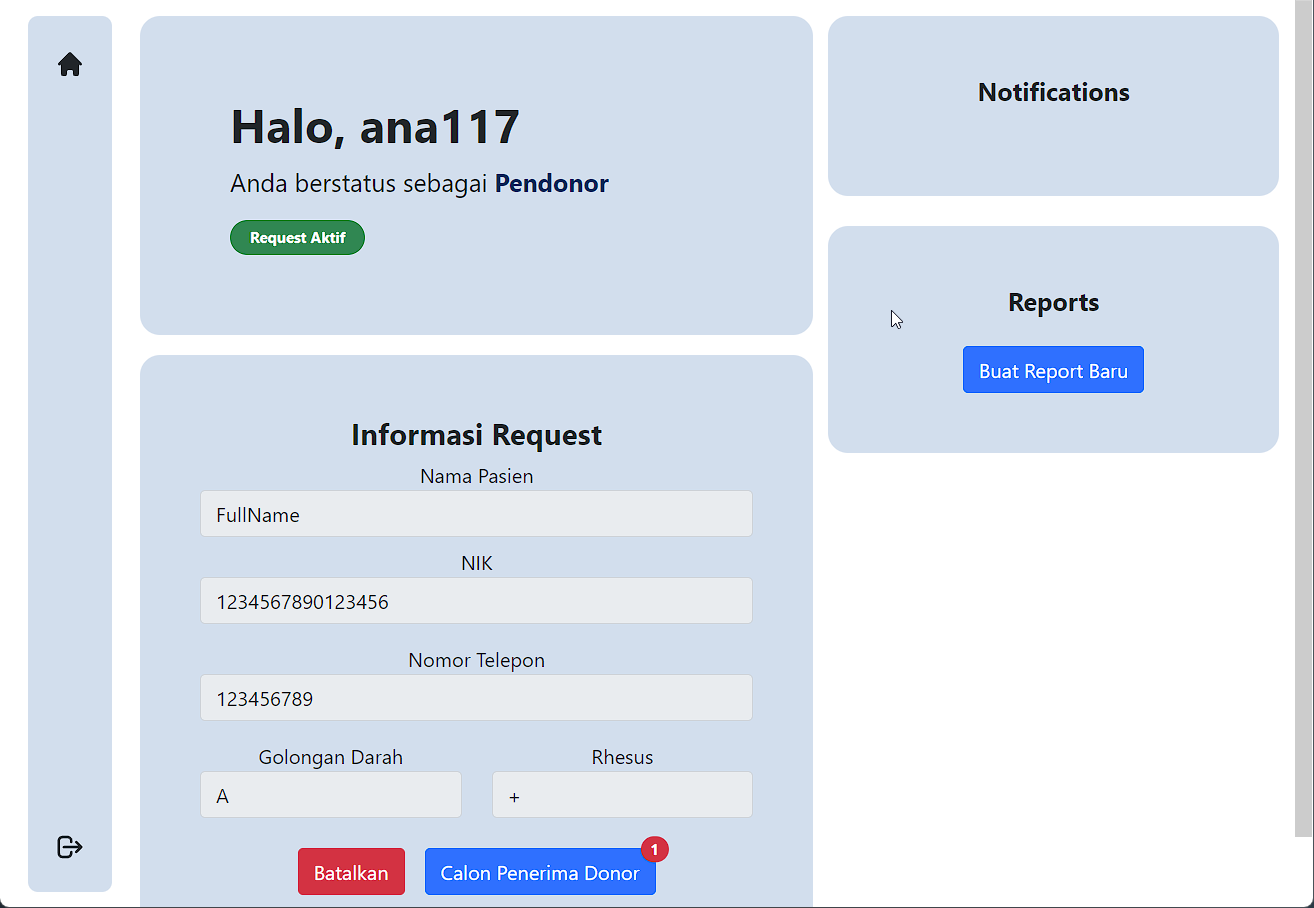 Halo, ana117
Anda berstatus sebagai Pendonor
Request Aktif
Informasi Request
Nama Pasien
FullName
NIK
1234567890123456
Nomor Telepon
123456789
Golongan Darah
Rhesus
A
+
Batalkan
Calon Penerima Donor
1
Notifications
Reports
Buat Report Baru